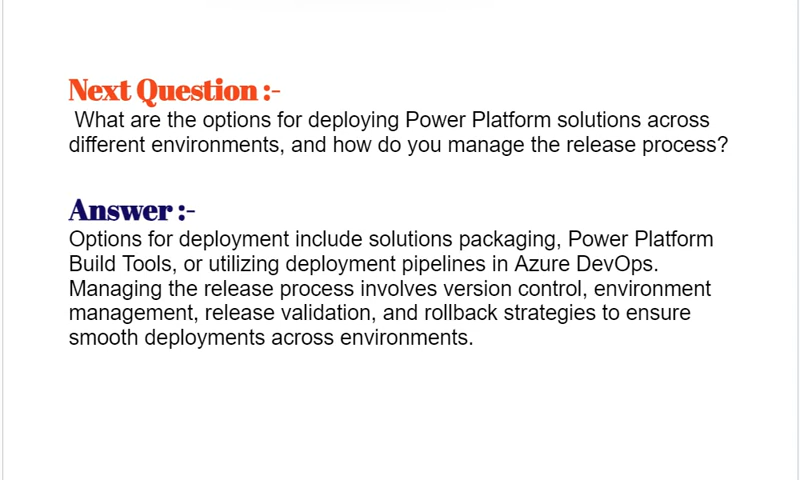 Next Question :-
What are the options for deploying Power Platform solutions across
different environments, and how do you manage the release process?
Answer :-
Options for deployment include solutions packaging, Power Platform
Build Tools, or utilizing deployment pipelines in Azure DevOps.
Managing the release process involves version control, environment
management, release validation, and rollback strategies to ensure
smooth deployments across environments.